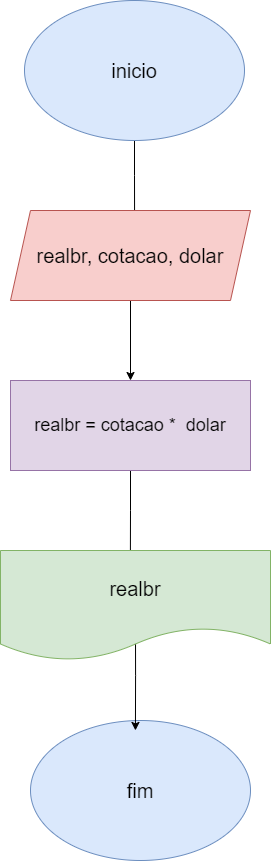 inicio
realbr, cotacao, dolar
realbr = cotacao * dolar
realbr
fim